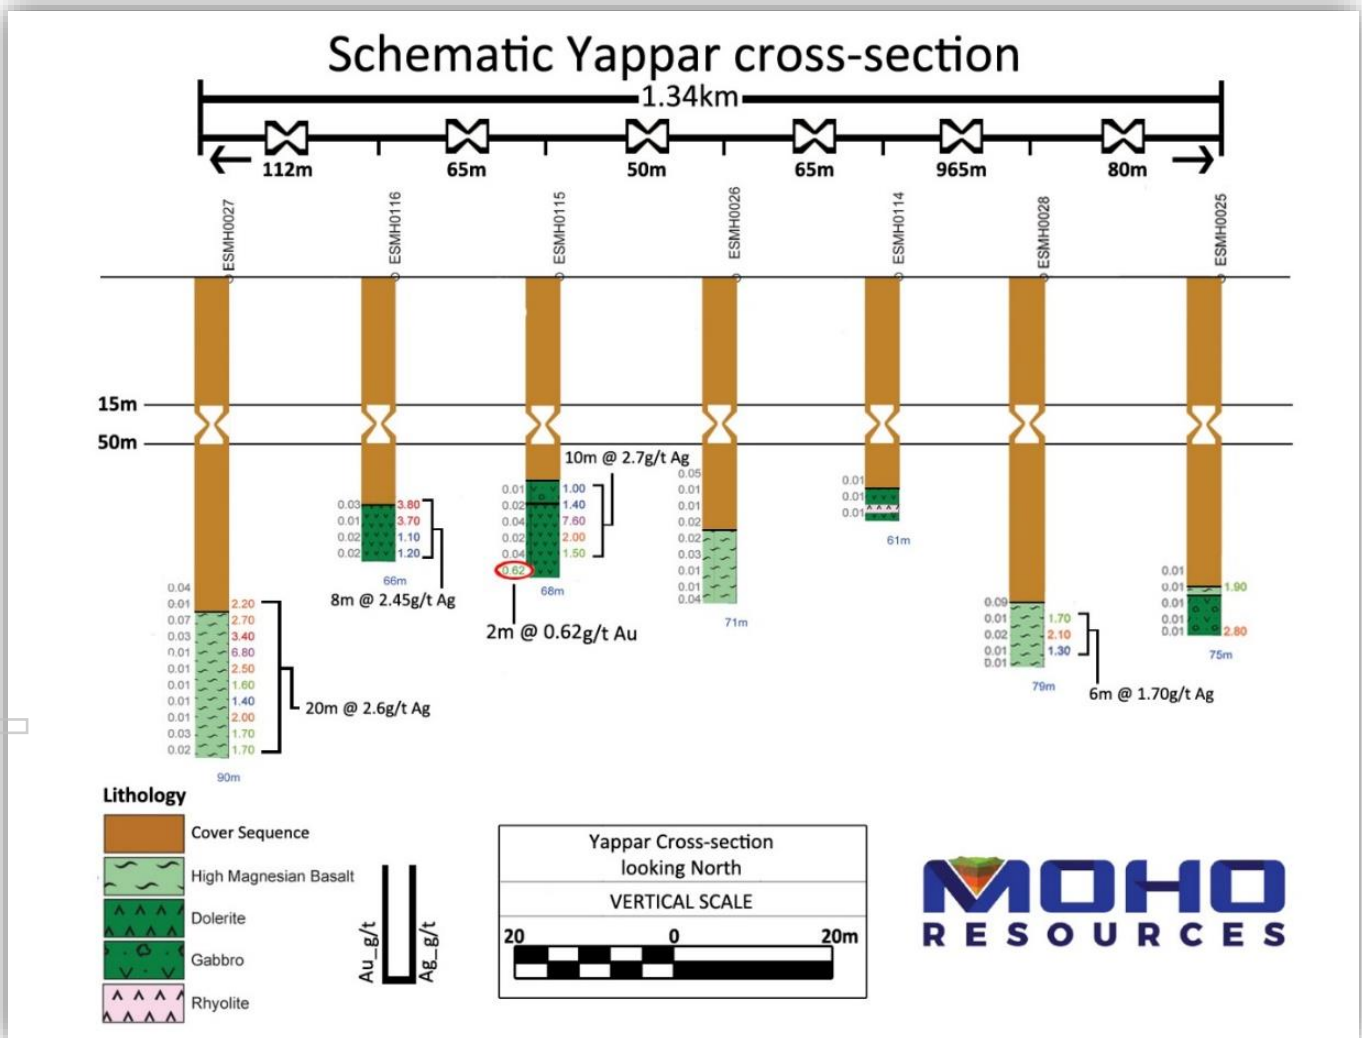 Schematic Yappar cross-section
1.34km
112m 65m 50m 65m 965m 80m
ESMH0027 ESMH0116 ESMH0115 ESMH0026 ESMH0114 ESMH0028 ESMH0025
15m
50m
0.04
0.01 2.20
0.07 2.70
0.03 3.40
0.01 6.80
0.01 2.50
0.01 1.60
0.01 1.40
0.01 2.00
0.03 1.70
0.02 1.70
90m
20m @ 2.6g/t Ag
0.03 3.80
0.01 3.70
0.02 1.10
0.02 1.20
66m
8m @ 2.45g/t Ag
10m @ 2.7g/t Ag
0.01 1.00
0.02 1.40
0.04 7.60
0.02 2.00
0.04 1.50
0.62
68m
2m @ 0.62g/t Au
0.05
0.01
0.01
0.02
0.02
0.03
0.01
0.01
0.04
71m
0.01
0.01
0.01
61m
0.09
0.01 1.70
0.02 2.10
0.01 1.30
0.01
79m
6m @ 1.70g/t Ag
0.01
0.01 1.90
0.01
0.01
0.01 2.80
75m
Lithology
Cover Sequence
High Magnesian Basalt
Dolerite
Gabbro
Rhyolite
Au_g/t
Ag_g/t
Yappar Cross-section
looking North
VERTICAL SCALE
20 0 20m
MOHO
RESOURCES